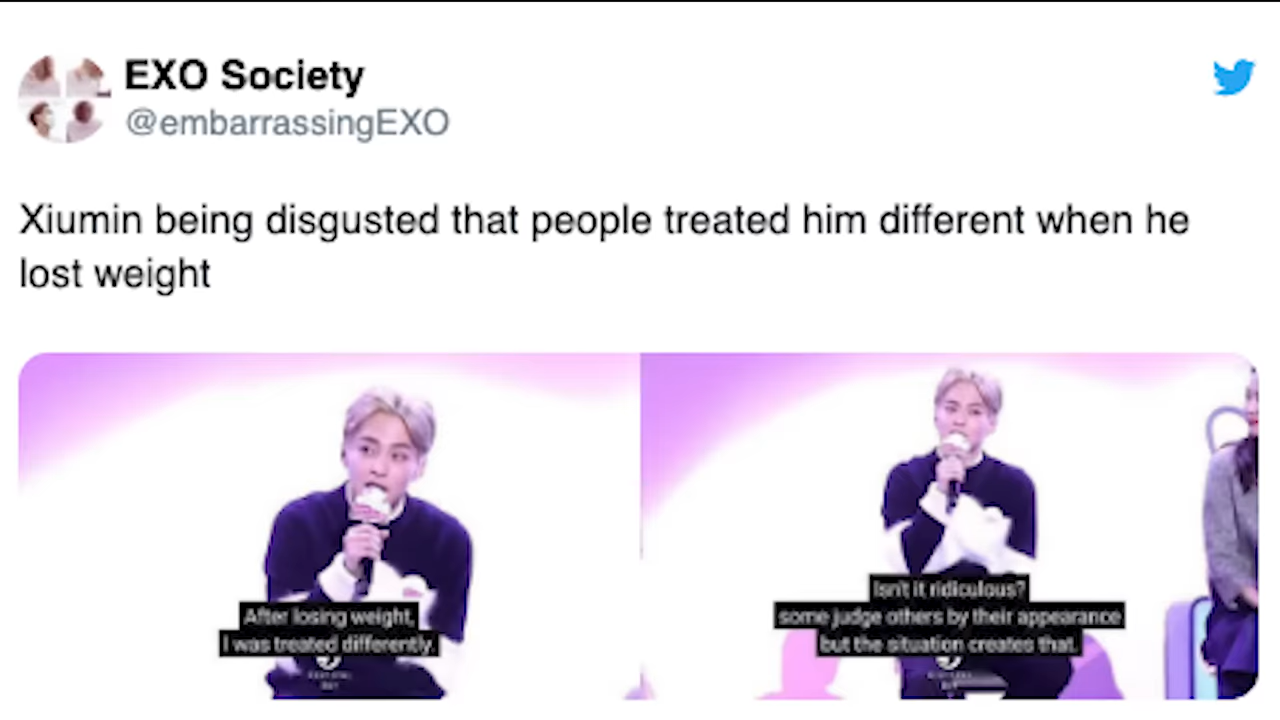 EXO Society
@embarrassingEXO
Xiumin being disgusted that people treated him different when he
lost weight
After losing weight,
I was treated differently.
Isn't it ridiculous?
some judge others by their appearance
but the situation creates that.